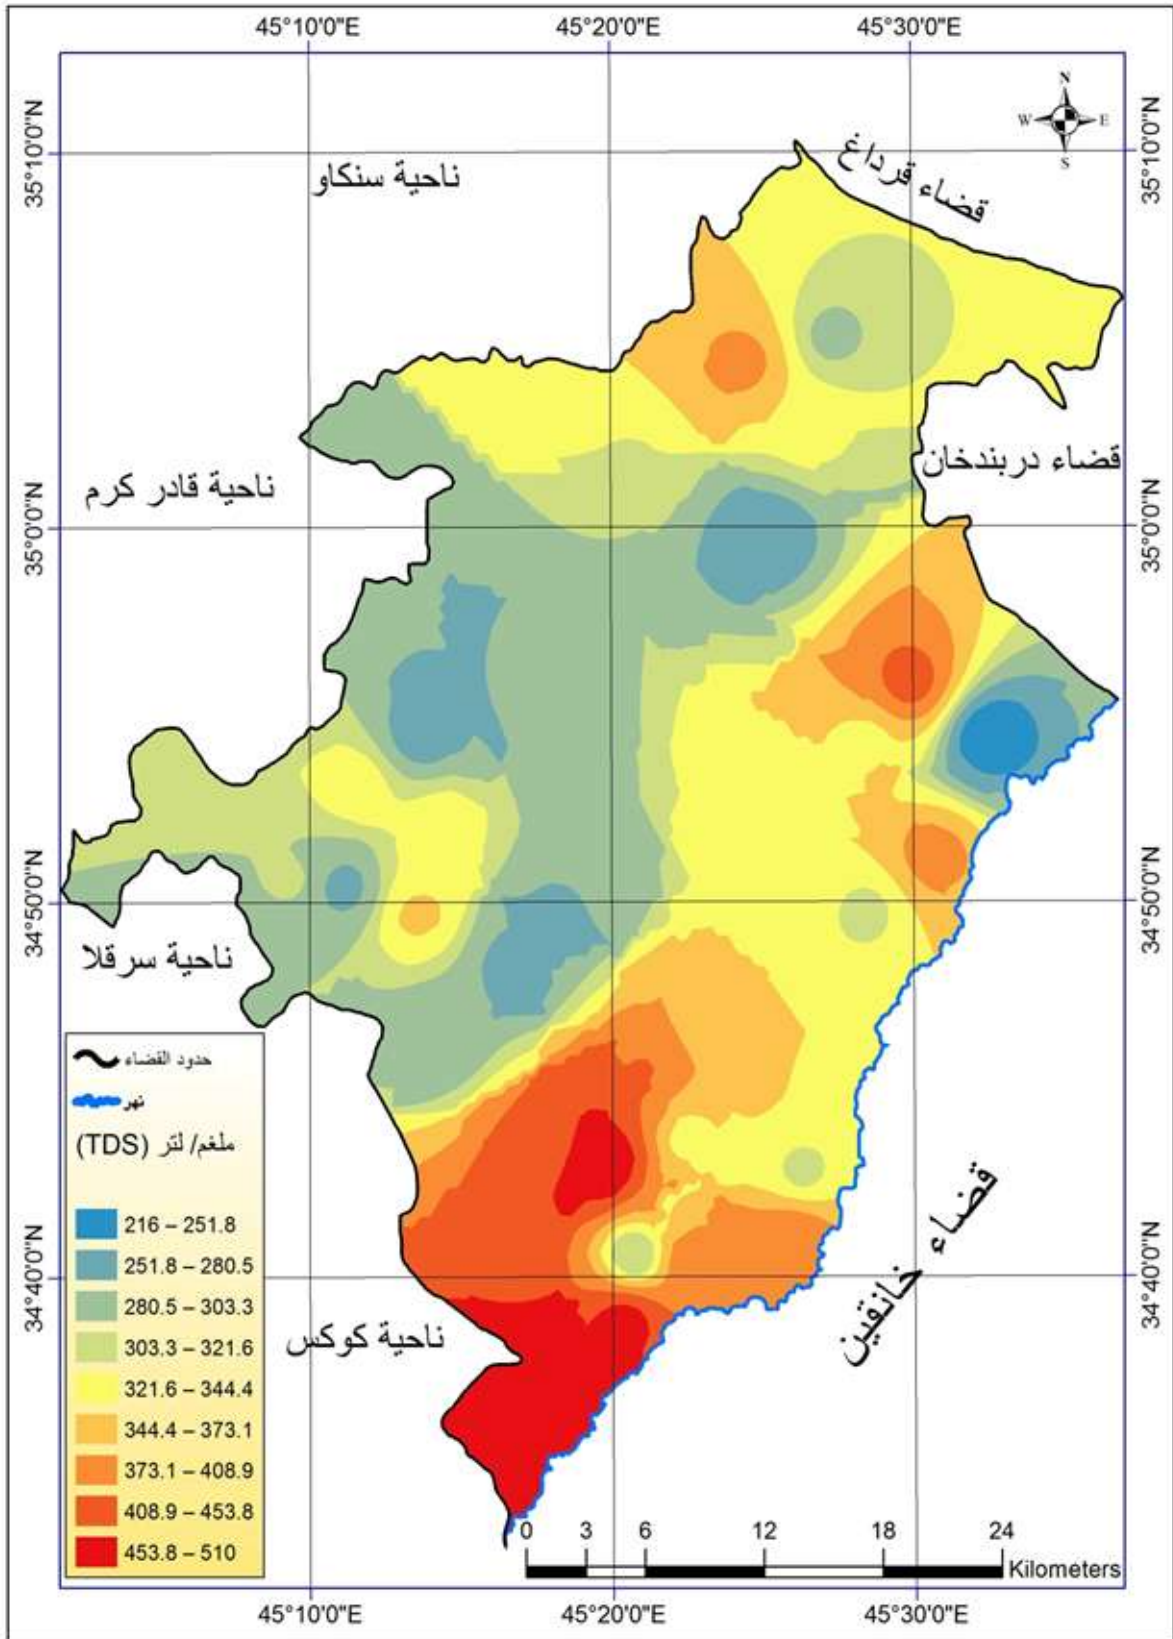 45°10'0"E 45°20'0"E 45°30'0"E
N
W E
S
35°10'0"N 35°10'0"N
ناحية سنكاو
قضاء قرداغ
قضاء دربندخان
ناحية قادر كرم
35°0'0"N 35°0'0"N
34°50'0"N 34°50'0"N
ناحية سرقلا
حدود القضاء
نهر
ملغم/ لتر (TDS)
216 – 251.8
251.8 – 280.5
280.5 – 303.3
303.3 – 321.6
321.6 – 344.4
344.4 – 373.1
373.1 – 408.9
408.9 – 453.8
453.8 – 510
قضاء خانقين
34°40'0"N 34°40'0"N
ناحية كوكس
0 3 6 12 18 24
Kilometers
45°10'0"E 45°20'0"E 45°30'0"E